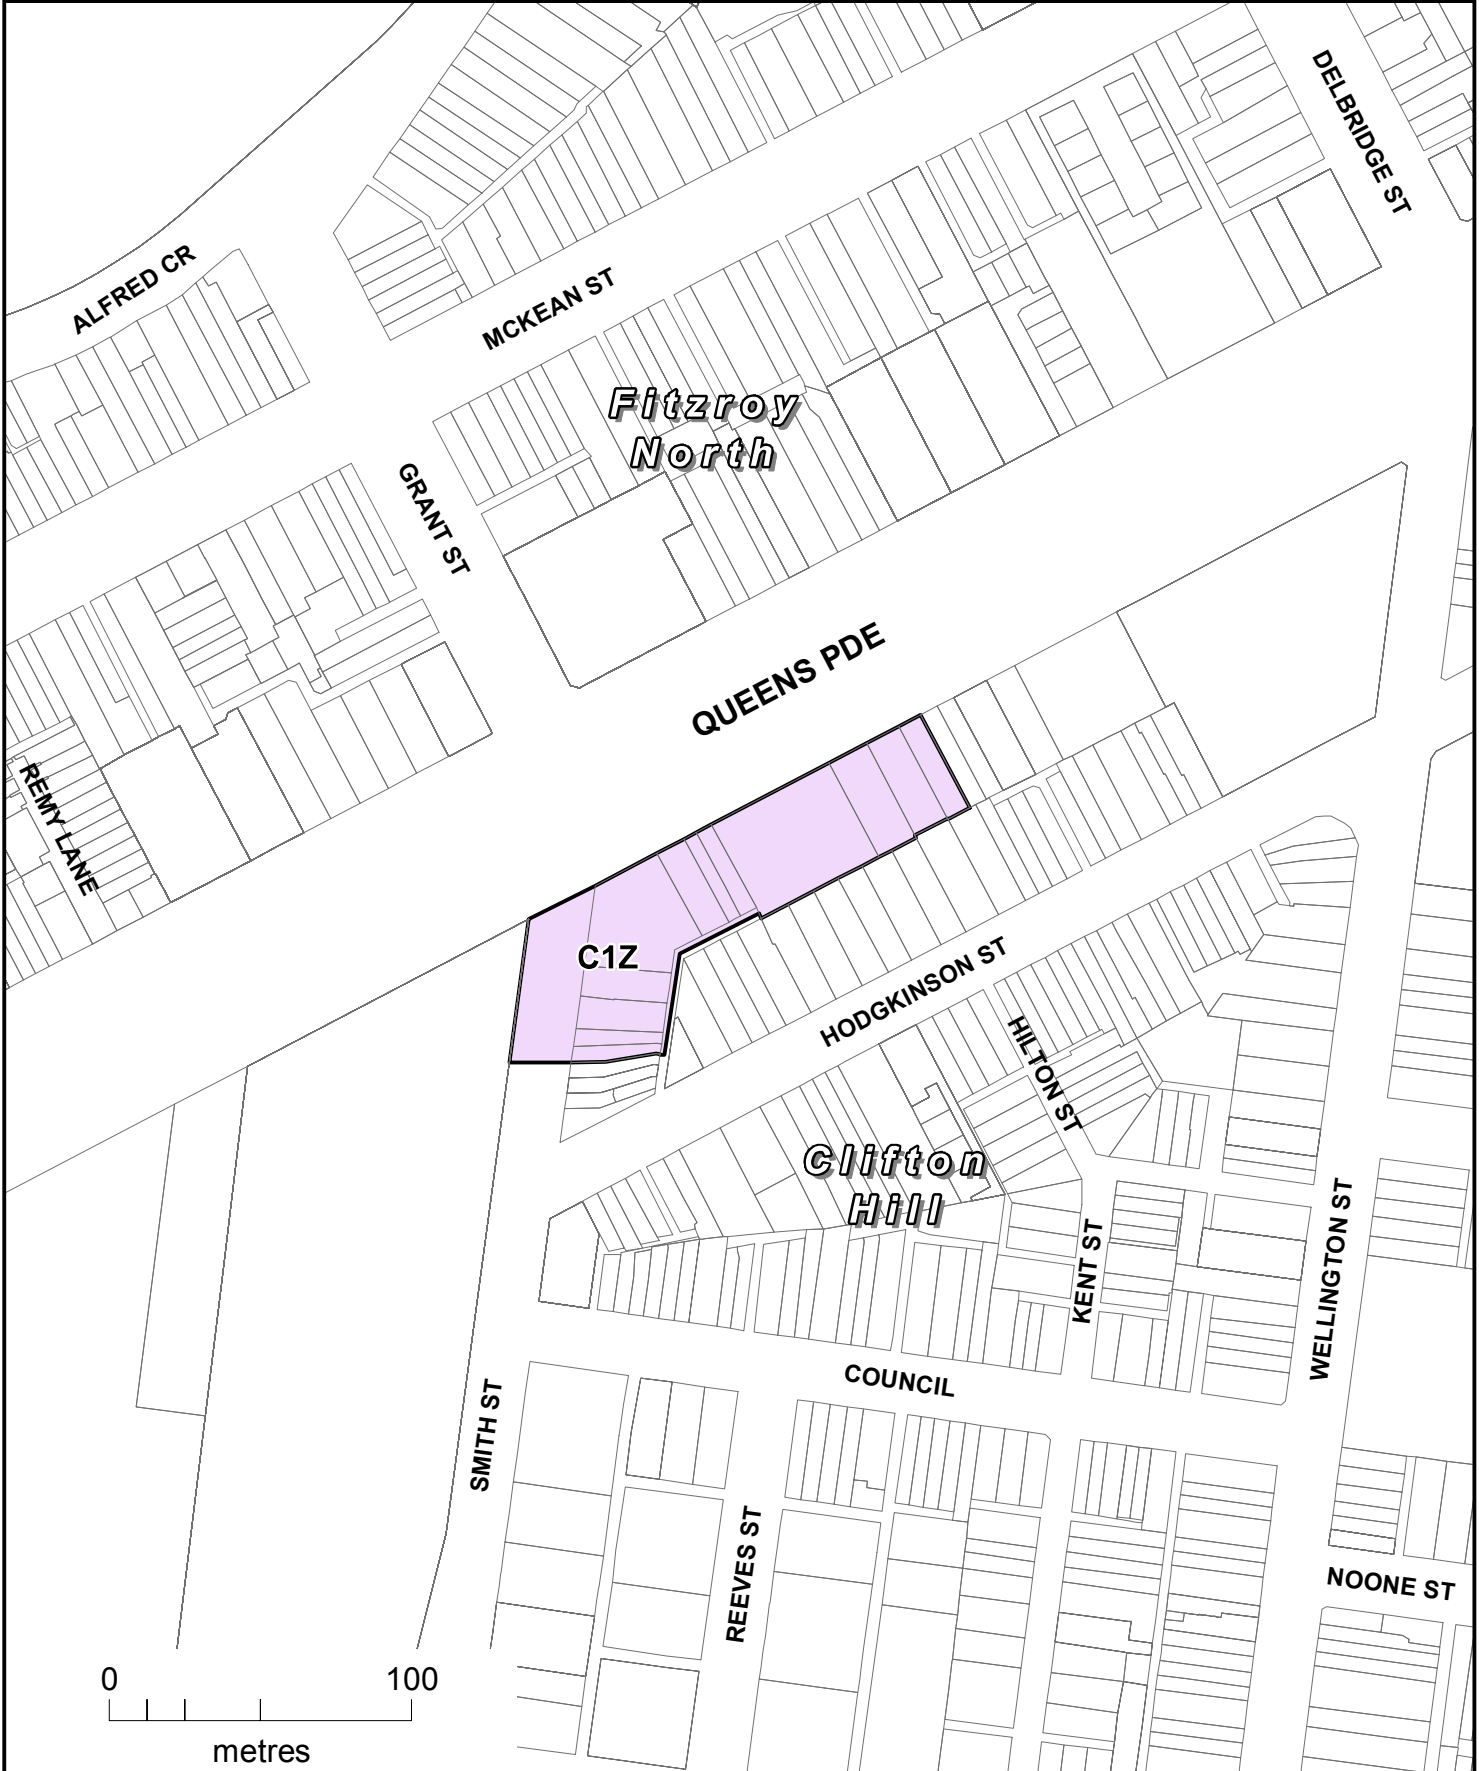 DELBRIDGE ST
ALFRED CR
MCKEAN ST
Fitzroy
North
GRANT ST
QUEENS PDE
REMY LANE
C1Z
HODGKINSON ST
HILTON ST
Clifton
Hill
KENT ST
WELLINGTON ST
COUNCIL
SMITH ST
REEVES ST
NOONE ST
0 100
metres